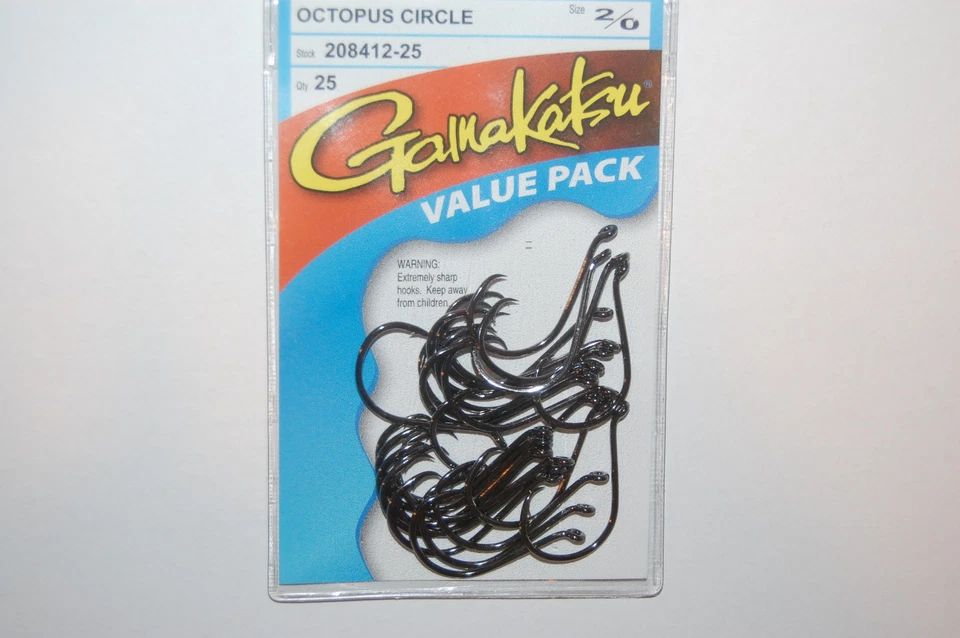 OCTOPUS CIRCLE
Size 2/0
Stock 208412-25
Qty 25
Gamakatsu®
VALUE PACK
WARNING:
Extremely sharp
hooks. Keep away
from children.